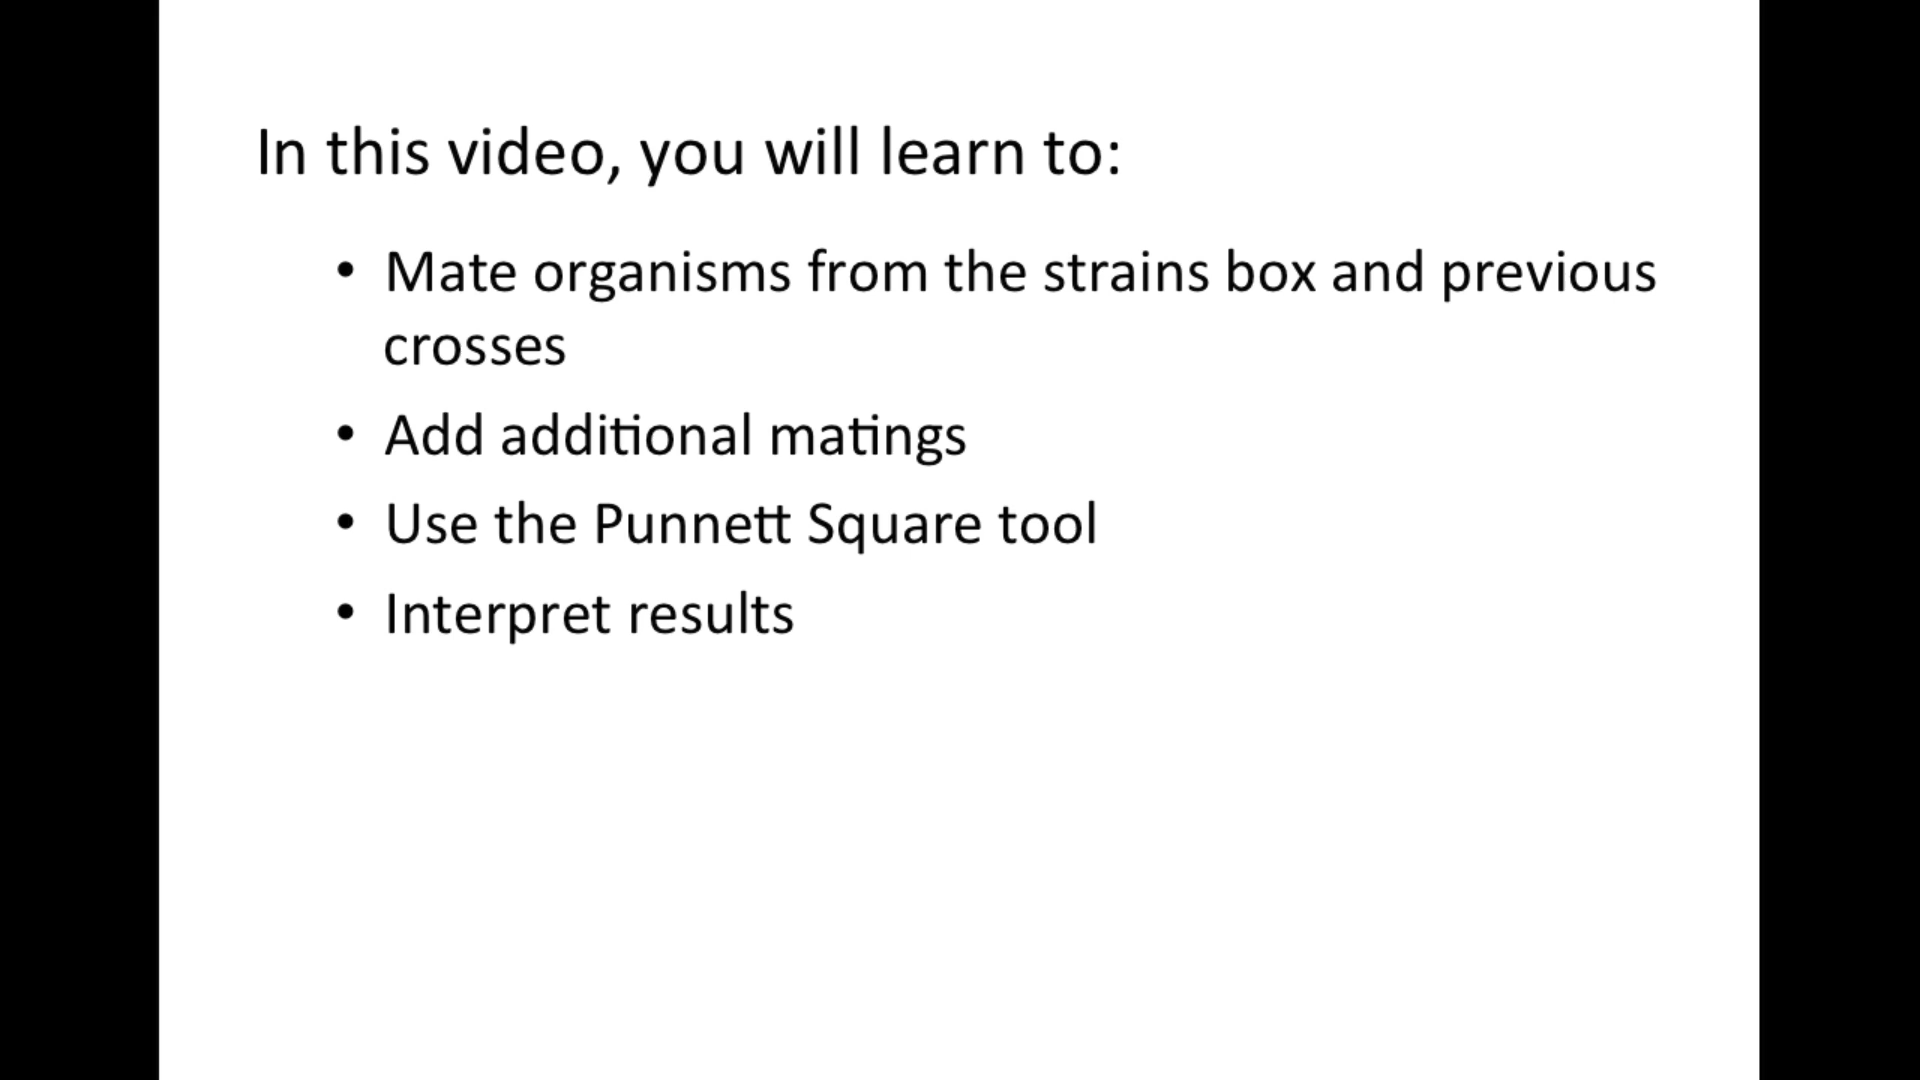 In this video, you will learn to:
• Mate organisms from the strains box and previous
crosses
• Add additional matings
• Use the Punnett Square tool
• Interpret results